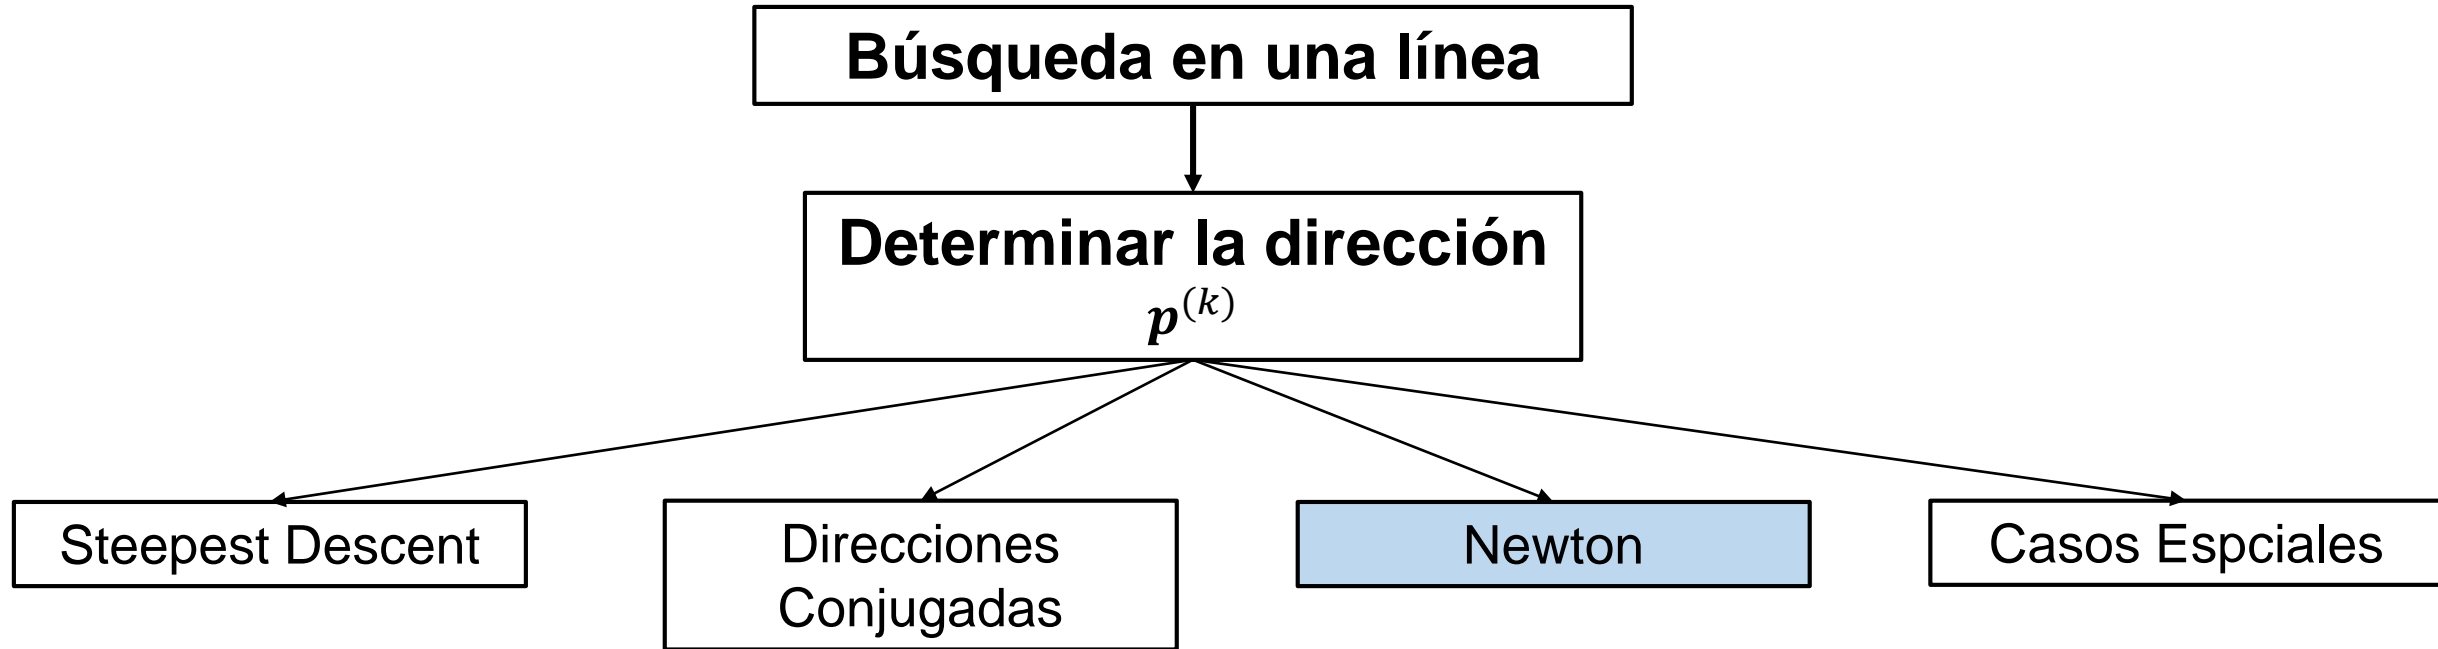 Búsqueda en una línea
Determinar la dirección
p^(k)
Steepest Descent
Direcciones
Conjugadas
Newton
Casos Espciales